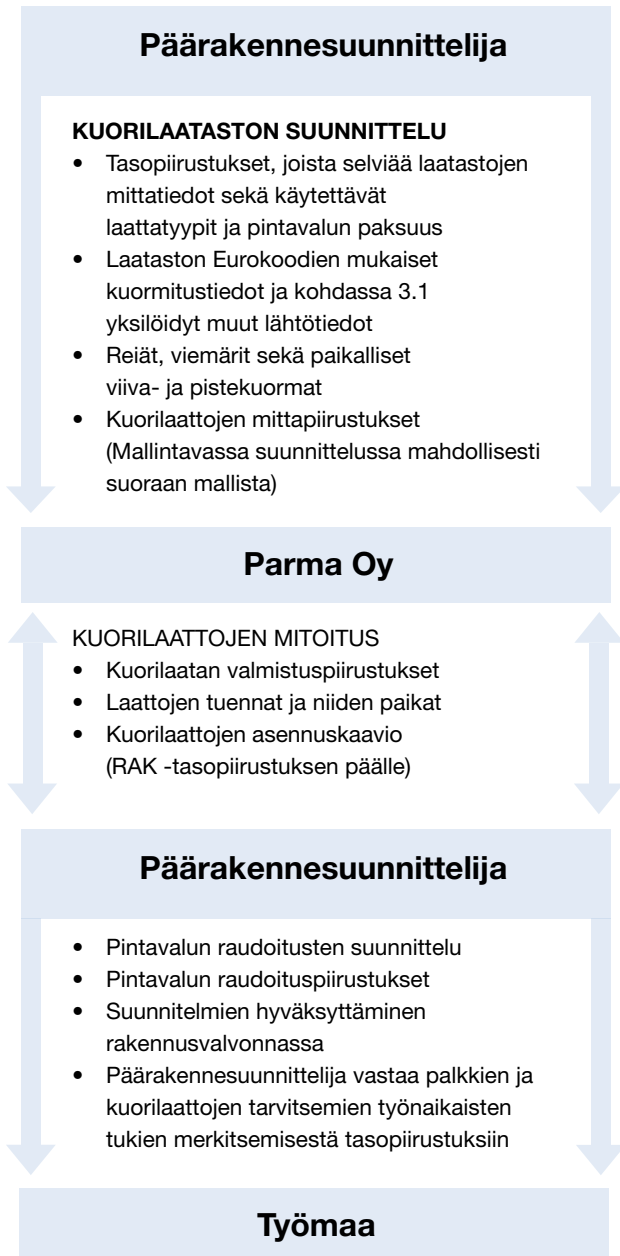 Päärakennesuunnittelija
KUORILAATASTON SUUNNITTELU
• Tasopiirustukset, joista selviää laatastojen
mittatiedot sekä käytettävät
laattatyypit ja pintavalun paksuus
• Laataston Eurokoodien mukaiset
kuormitustiedot ja kohdassa 3.1
yksilöidyt muut lähtötiedot
• Reiät, viemärit sekä paikalliset
viiva- ja pistekuormat
• Kuorilaattojen mittapiirustukset
(Mallintavassa suunnittelussa mahdollisesti
suoraan mallista)
Parma Oy
KUORILAATTOJEN MITOITUS
• Kuorilaatan valmistuspiirustukset
• Laattojen tuennat ja niiden paikat
• Kuorilaattojen asennuskaavio
(RAK -tasopiirustuksen päälle)
Päärakennesuunnittelija
• Pintavalun raudoitusten suunnittelu
• Pintavalun raudoituspiirustukset
• Suunnitelmien hyväksyttäminen
rakennusvalvonnassa
• Päärakennesuunnittelija vastaa palkkien ja
kuorilaattojen tarvitsemien työnaikaisten
tukien merkitsemisestä tasopiirustuksiin
Työmaa